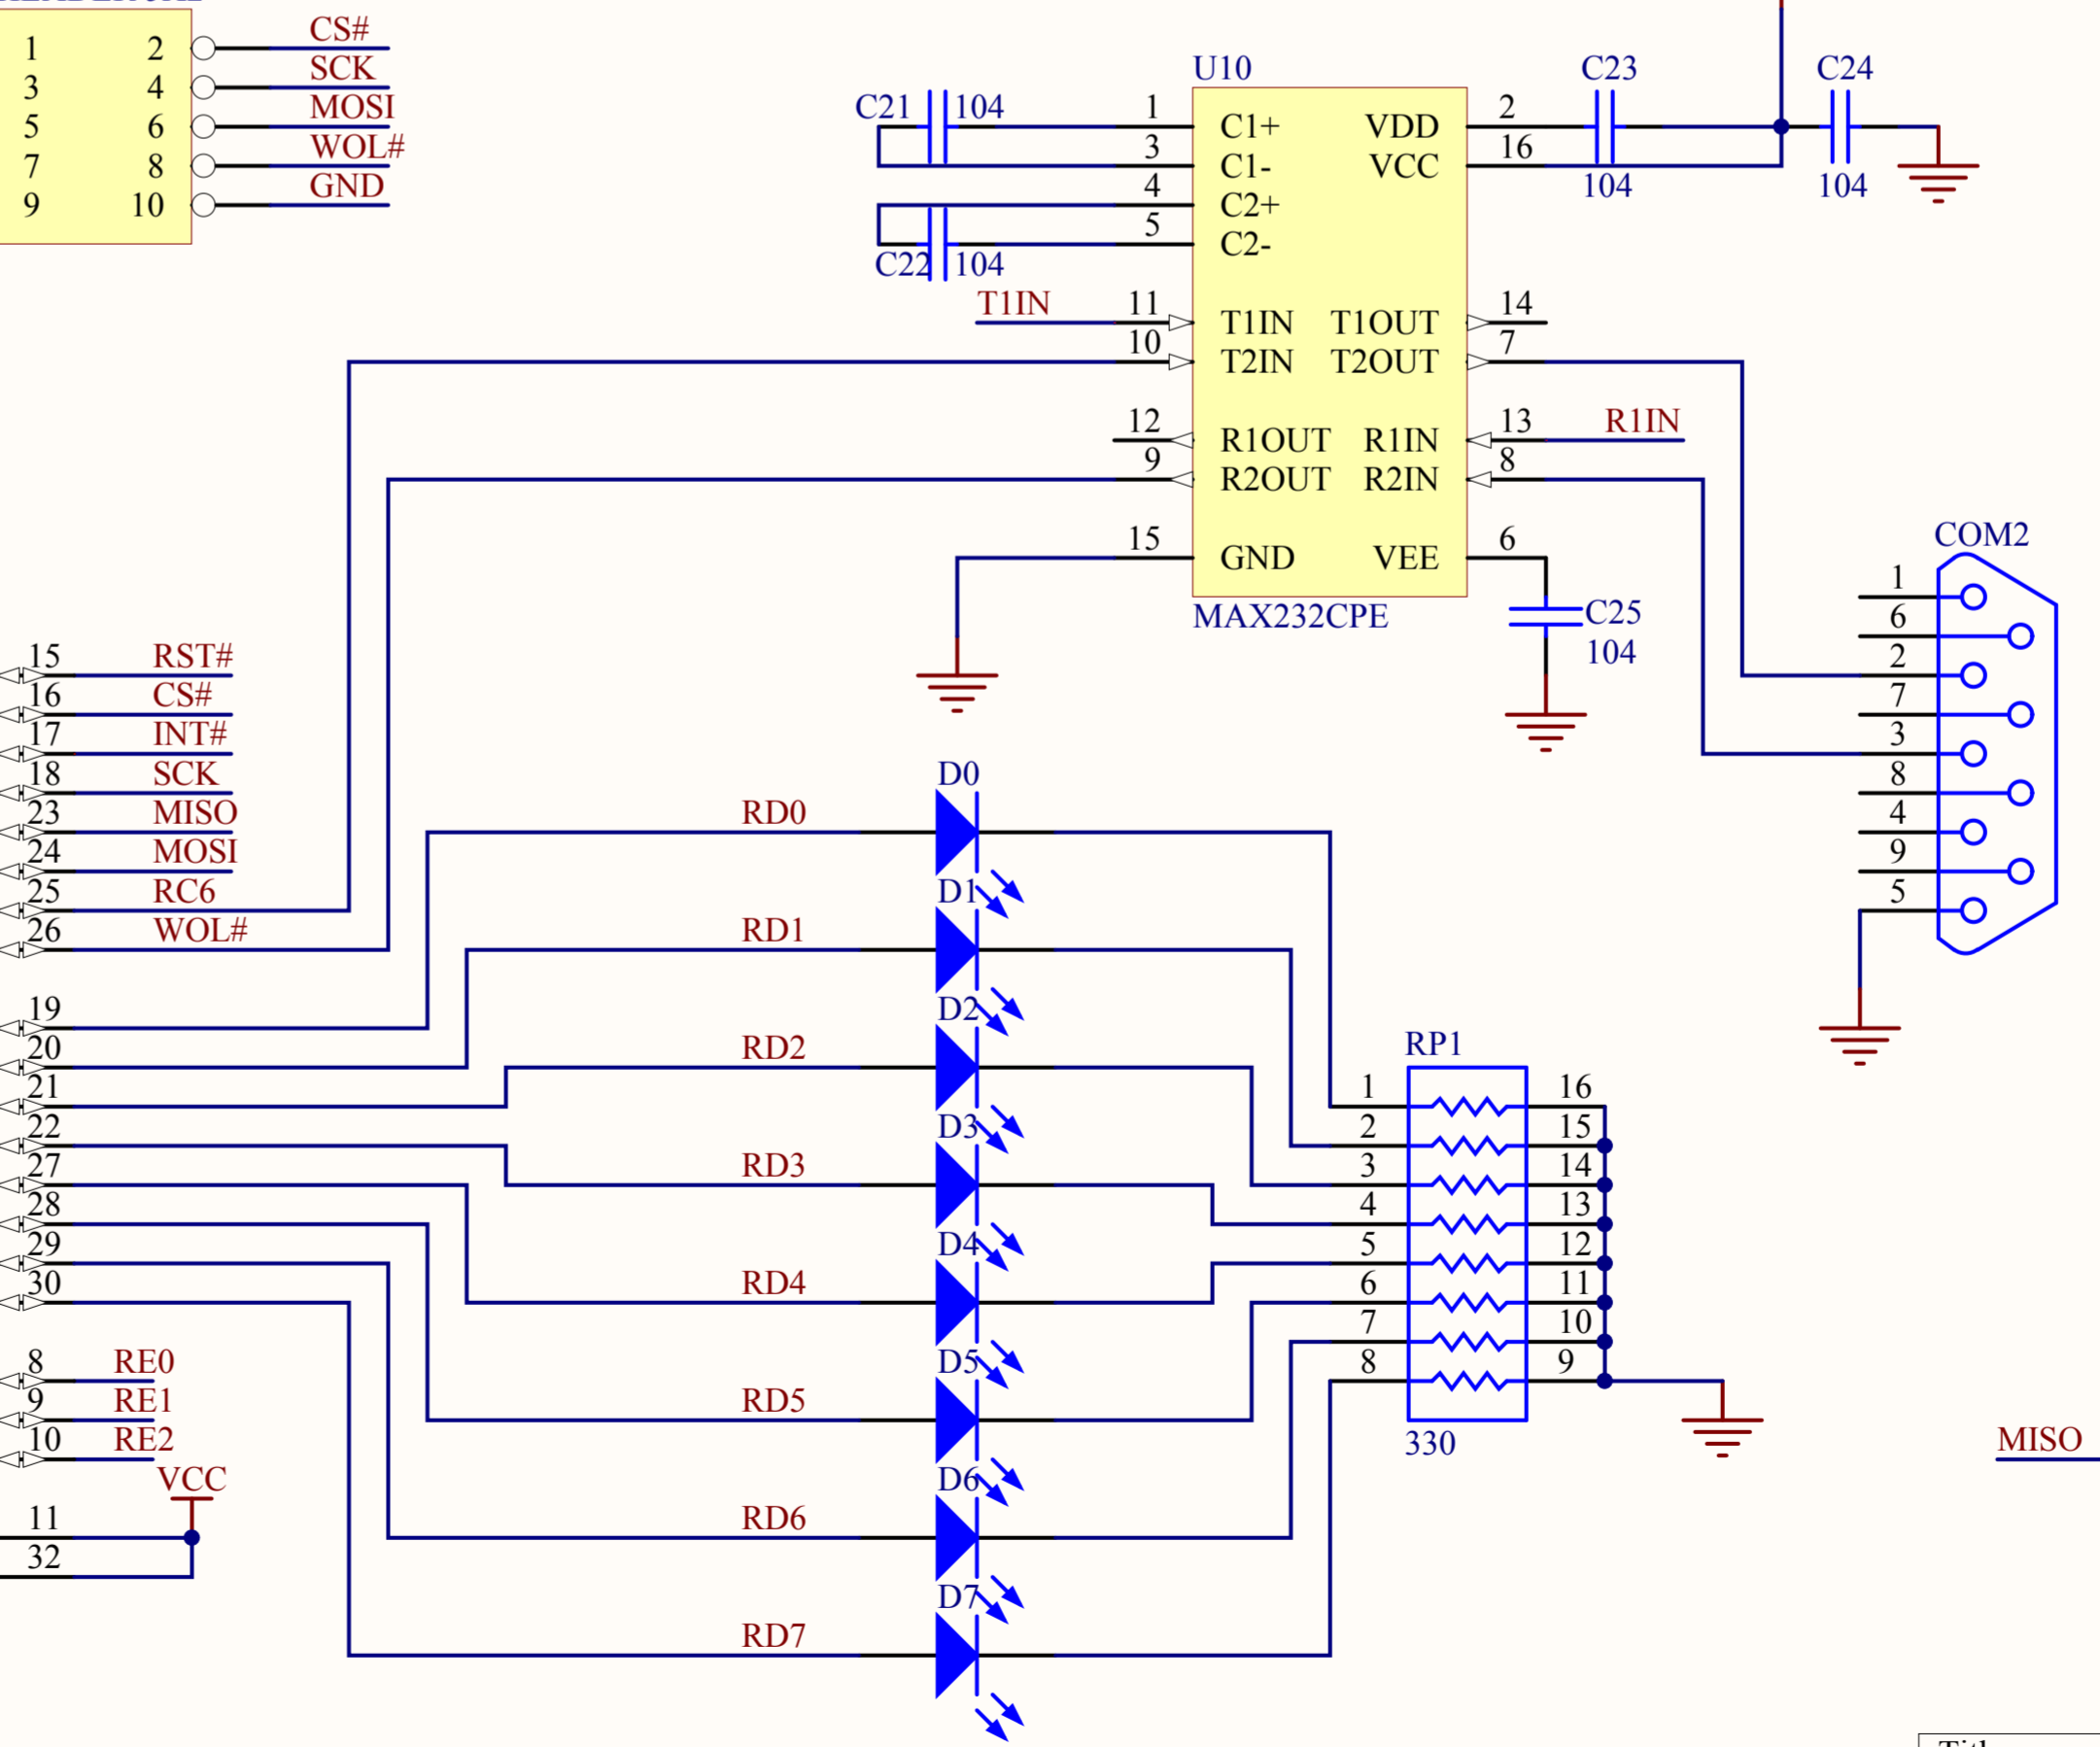 1 2 CS#
3 4 SCK
5 6 MOSI
7 8 WOL#
9 10 GND
U10
C21 104
C22 104
1 C1+ VDD 2
3 C1- VCC 16
4 C2+
5 C2-
C23
104
C24
104
T1IN 11 T1IN T1OUT 14
10 T2IN T2OUT 7
12 R1OUT R1IN 13 R1IN
9 R2OUT R2IN 8
15 GND VEE 6
MAX232CPE
C25
104
COM2
1
6
2
7
3
8
4
9
5
15 RST#
16 CS#
17 INT#
18 SCK
23 MISO
24 MOSI
25 RC6
26 WOL#
19
20
21
22
27
28
29
30
8 RE0
9 RE1
10 RE2
VCC
11
32
D0
RD0
D1
RD1
D2
RD2
D3
RD3
D4
RD4
D5
RD5
D6
RD6
D7
RD7
RP1
1 16
2 15
3 14
4 13
5 12
6 11
7 10
8 9
330
MISO